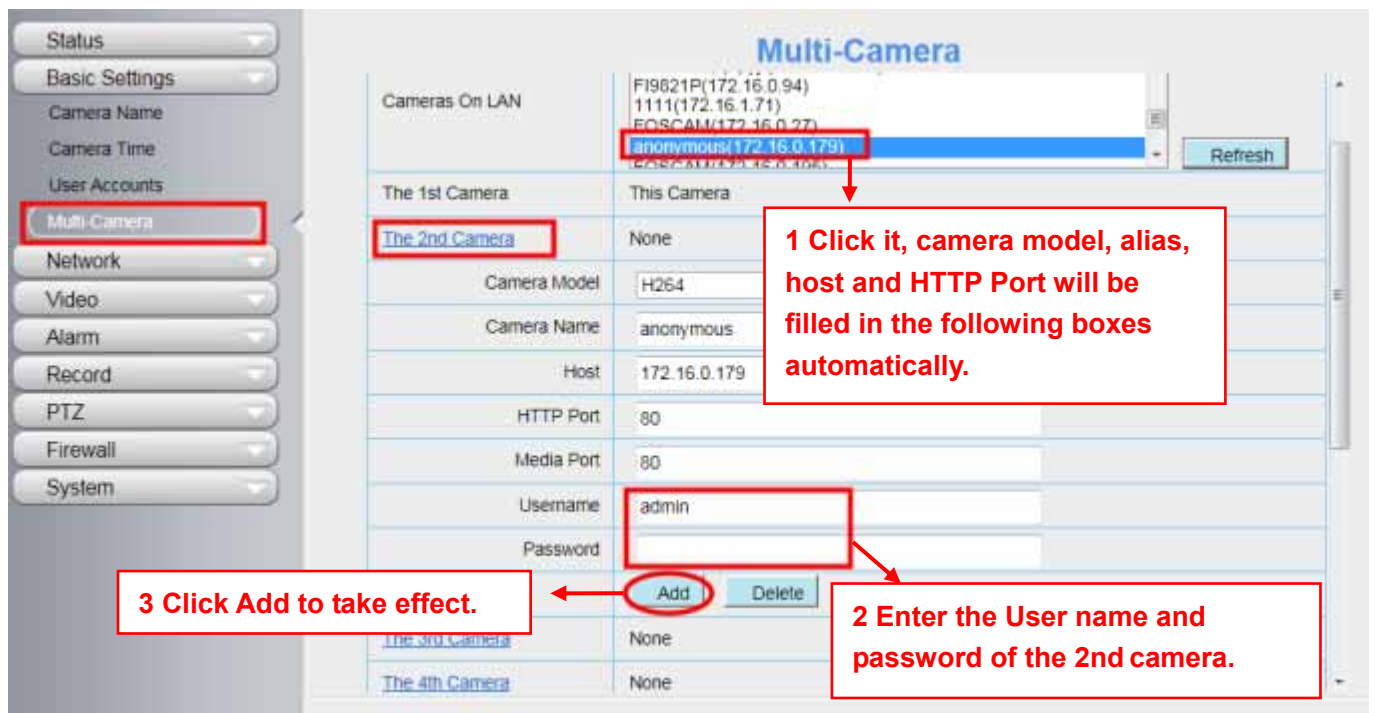 Status
Basic Settings
Camera Name
Camera Time
User Accounts
Multi-Camera
Network
Video
Alarm
Record
PTZ
Firewall
System
Multi-Camera
Cameras On LAN
FI9821P(172.16.0.94)
1111(172.16.1.71)
FOSCAM(172.16.0.27)
anonymous(172.16.0.179)
Refresh
The 1st Camera
This Camera
The 2nd Camera
None
Camera Model
H264
Camera Name
anonymous
Host
172.16.0.179
HTTP Port
80
Media Port
80
Username
admin
Password
Add
Delete
The 3rd Camera
None
The 4th Camera
None
1 Click it, camera model, alias,
host and HTTP Port will be
filled in the following boxes
automatically.
2 Enter the User name and
password of the 2nd camera.
3 Click Add to take effect.